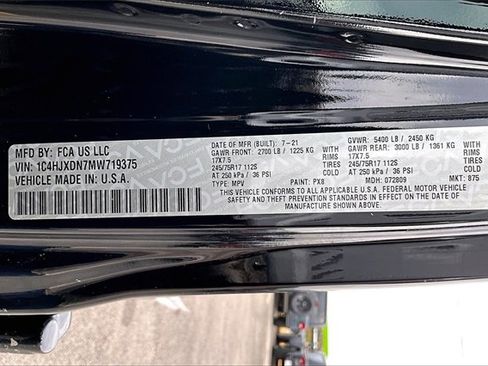 MFD BY: FCA US LLC
VIN: 1C4HJXDN7MW719375
VEHICLE MADE IN: U.S.A.
DATE OF MFR (BUILT): 7-21 GVWR: 5400 LB / 2450 KG
GAWR FRONT: 2700 LB / 1225 KG WITH TIRES & RIMS: GAWR REAR: 3000 LB / 1361 KG WITH TIRES & RIMS:
17X7.5 17X7.5
245/75R17 112S 245/75R17 112S
AT 250 kPa / 36 PSI AT 250 kPa / 36 PSI
TYPE: MPV PAINT: PX8 MDH: 072809 MKT: 875
THIS VEHICLE CONFORMS TO ALL APPLICABLE U.S.A. FEDERAL MOTOR VEHICLE
SAFETY AND THEFT PREVENTION STANDARDS IN EFFECT ON THE DATE OF
MANUFACTURE SHOWN ABOVE.